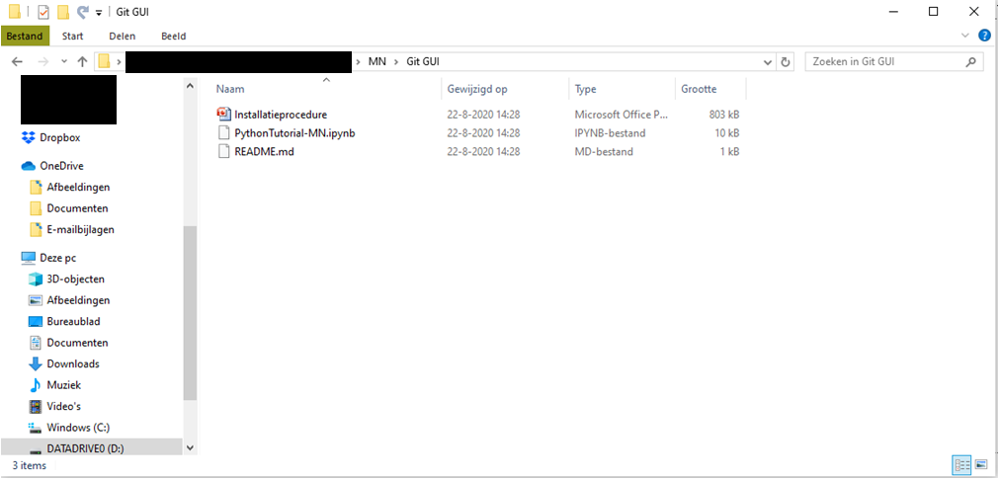 Git GUI
Bestand Start Delen Beeld
MN Git GUI Zoeken in Git GUI
Naam Gewijzigd op Type Grootte
Installatieprocedure 22-8-2020 14:28 Microsoft Office P... 803 kB
PythonTutorial-MN.ipynb 22-8-2020 14:28 IPYNB-bestand 10 kB
README.md 22-8-2020 14:28 MD-bestand 1 kB
Dropbox
OneDrive
Afbeeldingen
Documenten
E-mailbijlagen
Deze pc
3D-objecten
Afbeeldingen
Bureaublad
Documenten
Downloads
Muziek
Video's
Windows (C:)
DATADRIVE0 (D:)
3 items